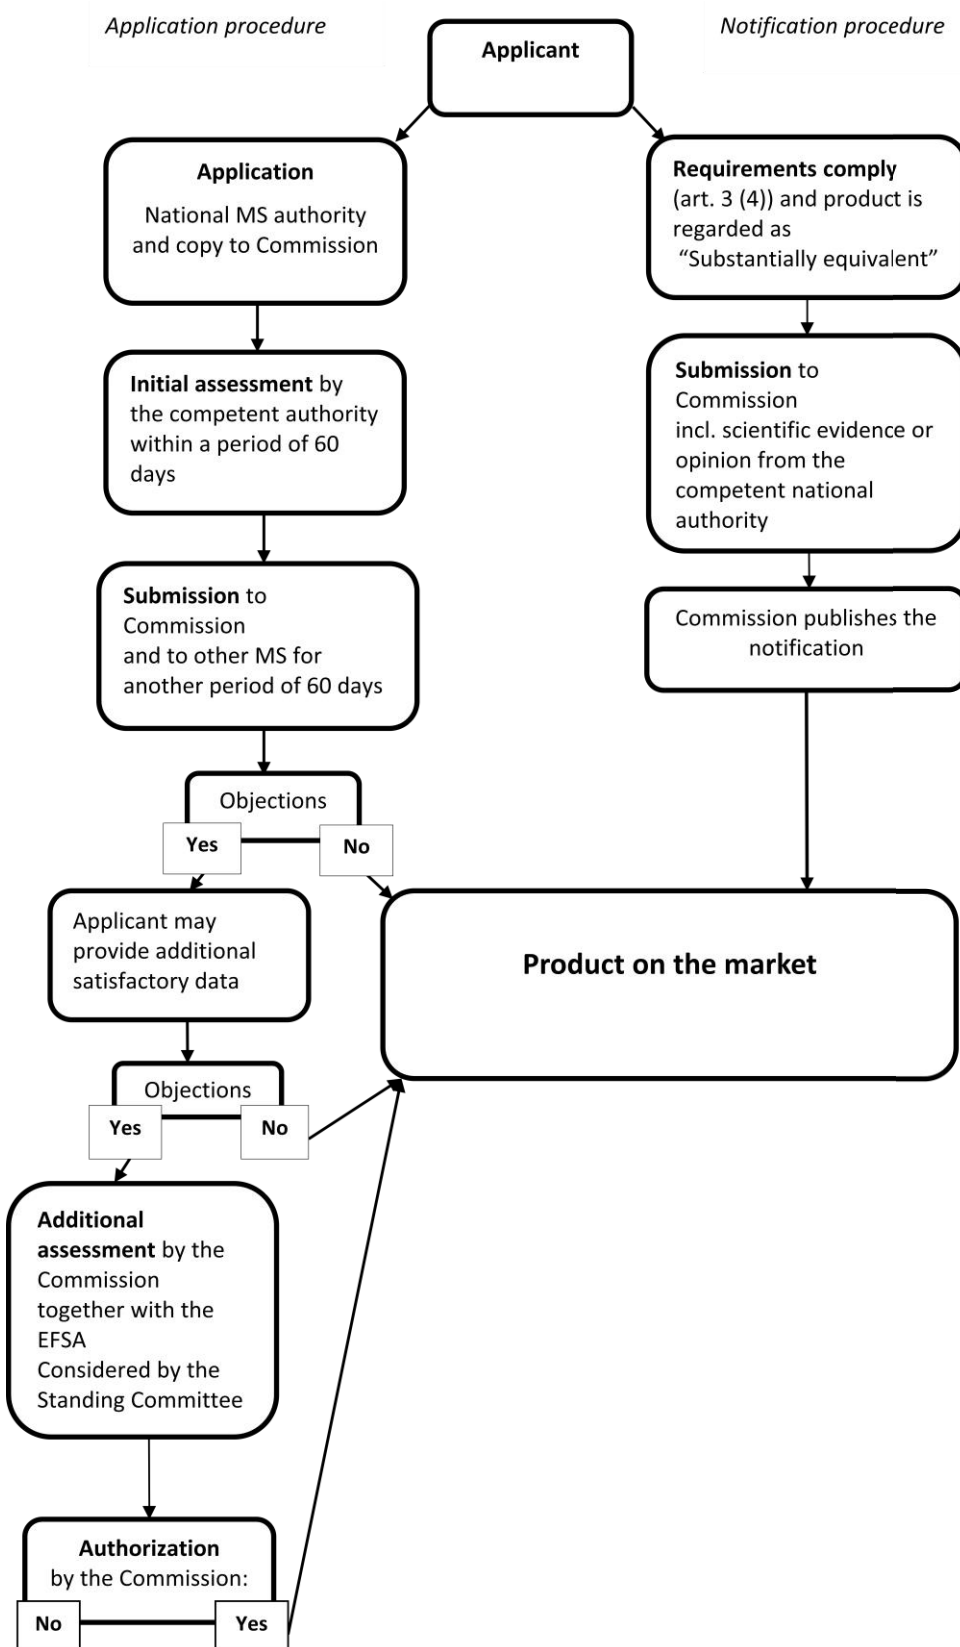 Application procedure
Notification procedure
Applicant
Application
National MS authority
and copy to Commission
Requirements comply
(art. 3 (4)) and product is
regarded as
“Substantially equivalent”
Initial assessment by
the competent authority
within a period of 60
days
Submission to
Commission
incl. scientific evidence or
opinion from the
competent national
authority
Submission to
Commission
and to other MS for
another period of 60 days
Commission publishes the
notification
Objections
Yes
No
Applicant may
provide additional
satisfactory data
Product on the market
Objections
Yes
No
Additional
assessment by the
Commission
together with the
EFSA
Considered by the
Standing Committee
Authorization
by the Commission:
No
Yes